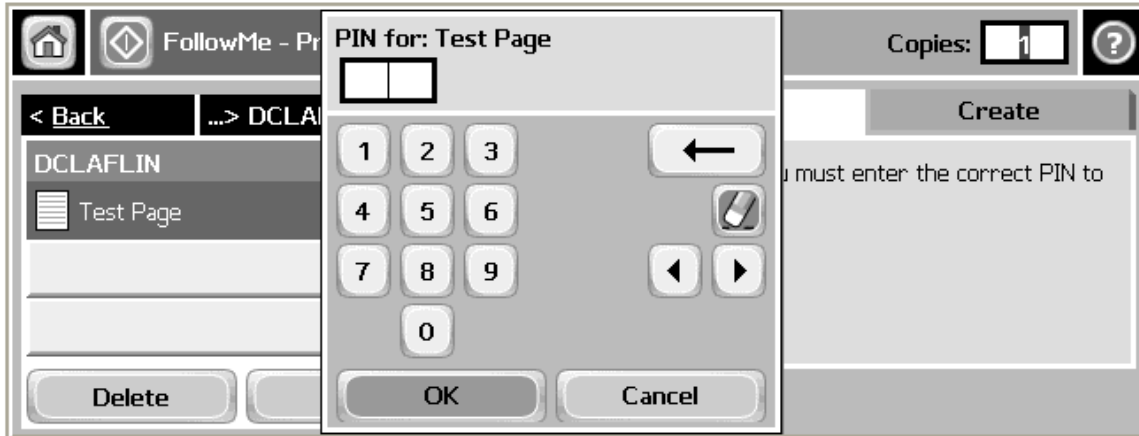 FollowMe - Pr
PIN for: Test Page
Copies: 1
?
< Back
...> DCLA
Create
DCLAFLIN
Test Page
must enter the correct PIN to
1 2 3
4 5 6
7 8 9
0
Delete
OK
Cancel